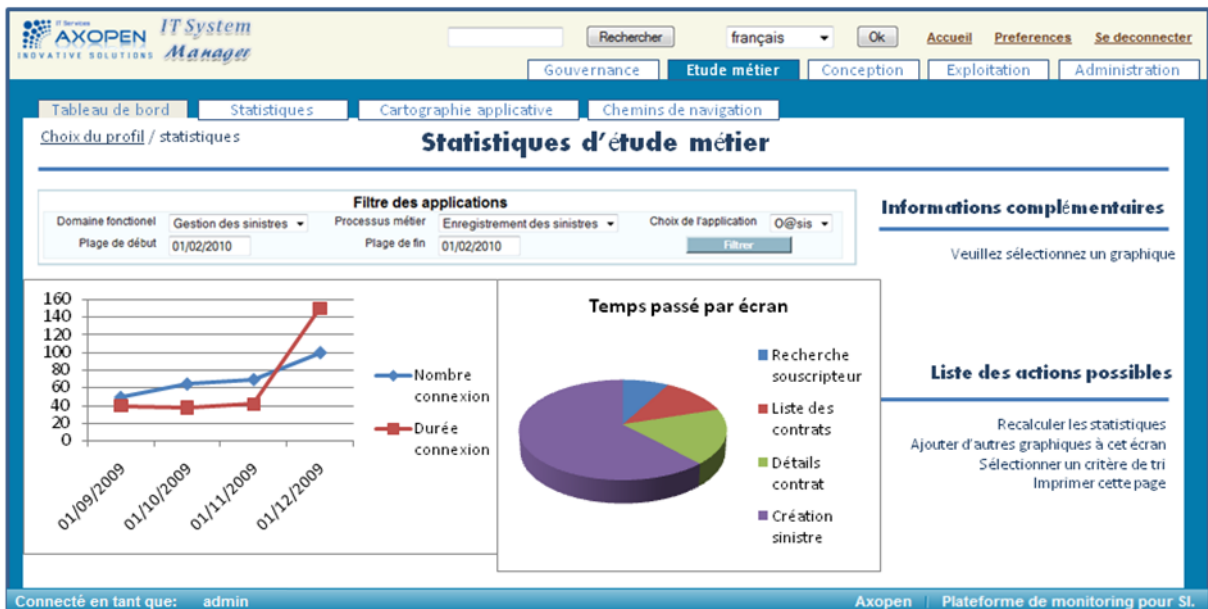 IT Services
AXOPEN
INOVATIVE SOLUTIONS
IT System
Manager
Rechercher
français
Ok
Accueil
Preferences
Se deconnecter
Gouvernance
Etude métier
Conception
Exploitation
Administration
Tableau de bord
Statistiques
Cartographie applicative
Chemins de navigation
Choix du profil / statistiques
Statistiques d'étude métier
Filtre des applications
Domaine fonctionel
Gestion des sinistres
Processus métier
Enregistrement des sinistres
Choix de l'application
O@sis
Plage de début
01/02/2010
Plage de fin
01/02/2010
Filtrer
Informations complémentaires
Veuillez sélectionnez un graphique
160
140
120
100
80
60
40
20
0
01/09/2009
01/10/2009
01/11/2009
01/12/2009
Nombre
connexion
Durée
connexion
Temps passé par écran
Recherche
souscripteur
Liste des
contrats
Détails
contrat
Création
sinistre
Liste des actions possibles
Recalculer les statistiques
Ajouter d'autres graphiques à cet écran
Sélectionner un critère de tri
Imprimer cette page
Connecté en tant que: admin
Axopen | Plateforme de monitoring pour SI.